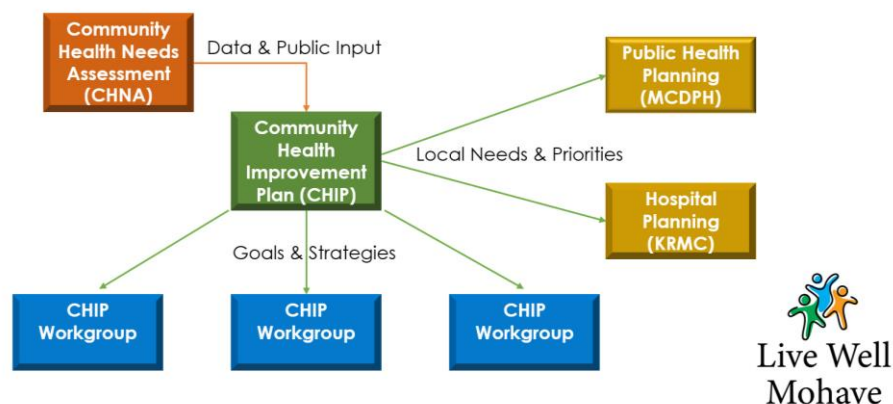 Community
Health Needs
Assessment
(CHNA)
Data & Public Input
Public Health
Planning
(MCDPH)
Community
Health
Improvement
Plan (CHIP)
Local Needs & Priorities
Hospital
Planning
(KRMC)
Goals & Strategies
CHIP
Workgroup
CHIP
Workgroup
CHIP
Workgroup
Live Well
Mohave